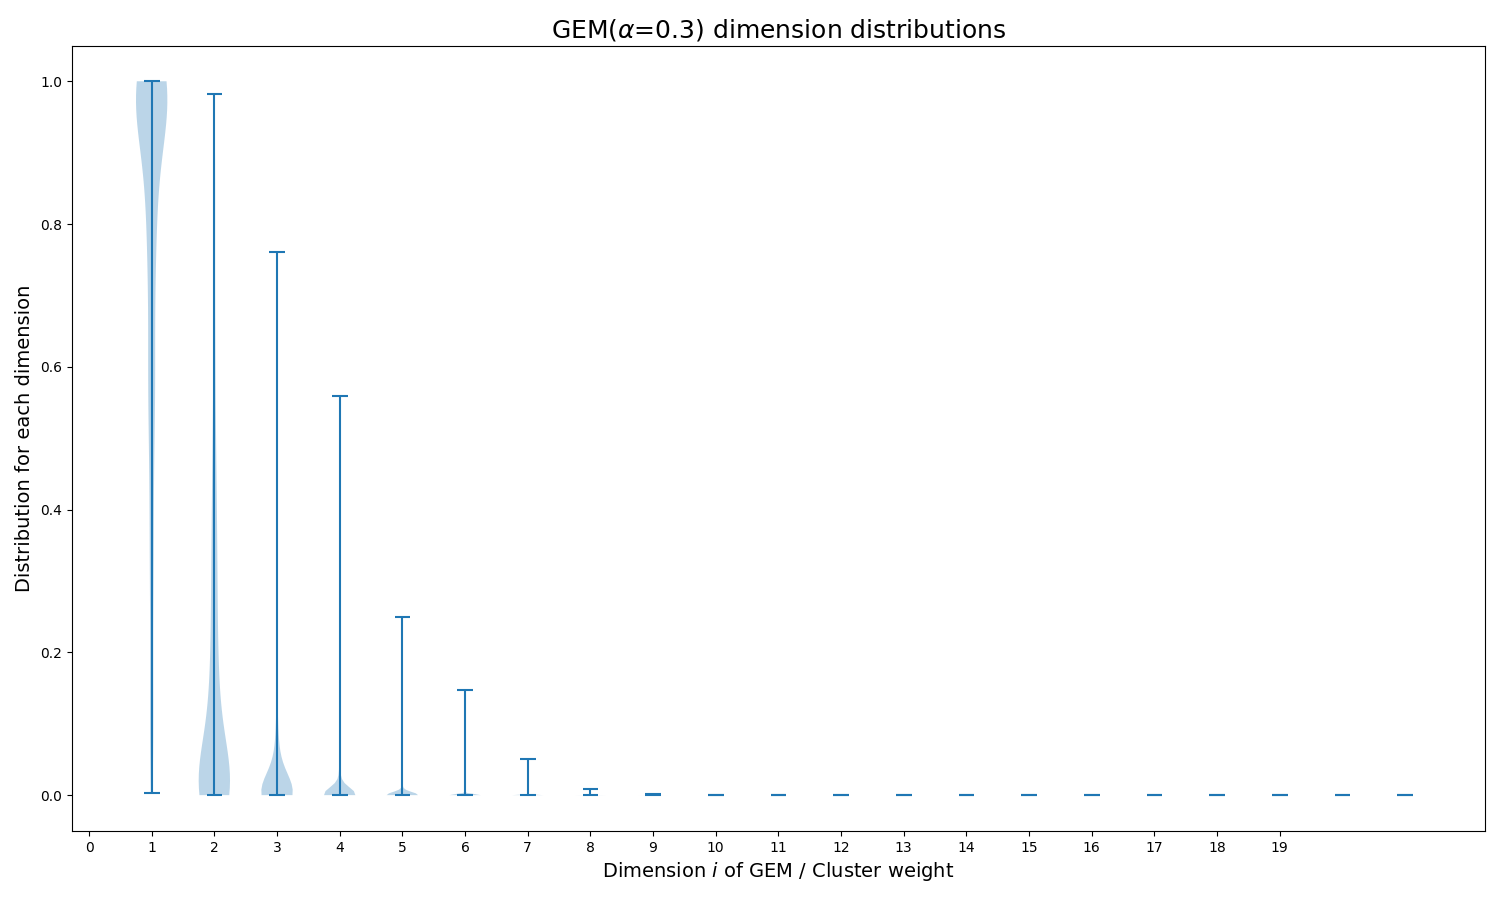 GEM(α=0.3) dimension distributions
Distribution for each dimension
1.0
0.8
0.6
0.4
0.2
0.0
0 1 2 3 4 5 6 7 8 9 10 11 12 13 14 15 16 17 18 19
Dimension i of GEM / Cluster weight